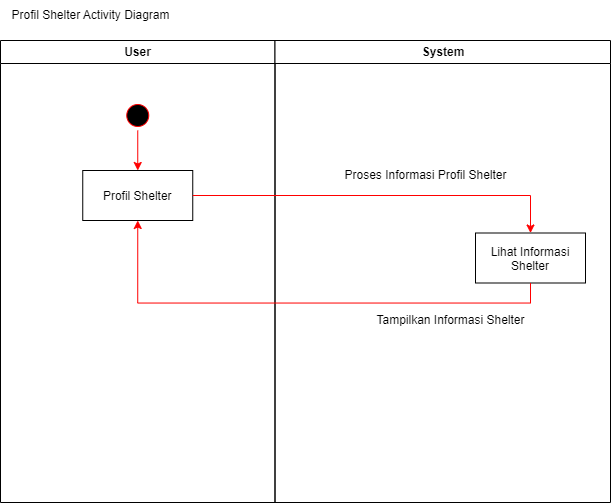 Profil Shelter Activity Diagram
User
System
Profil Shelter
Proses Informasi Profil Shelter
Lihat Informasi
Shelter
Tampilkan Informasi Shelter